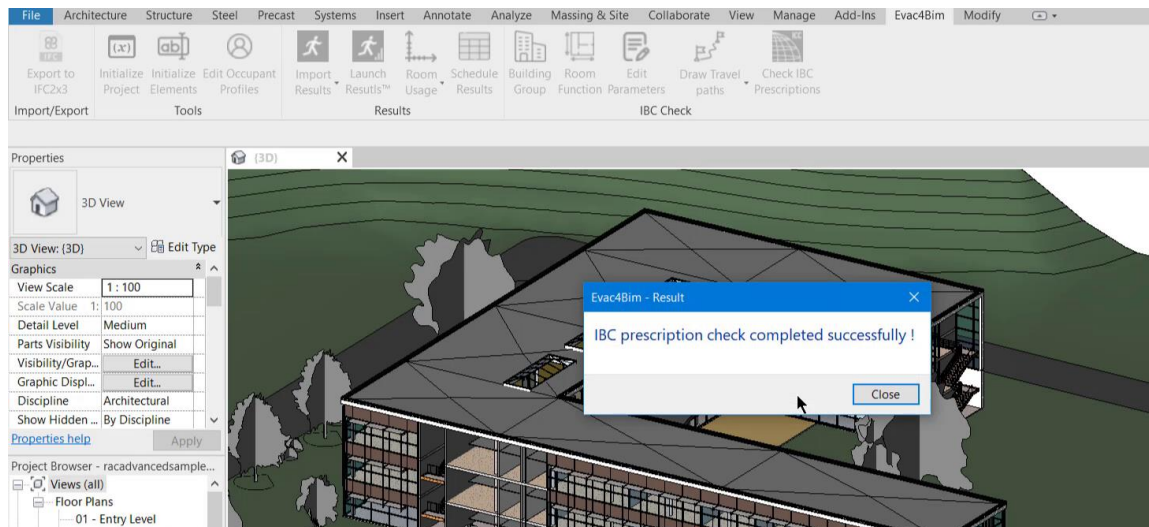 File Architecture Structure Steel Precast Systems Insert Annotate Analyze Massing & Site Collaborate View Manage Add-Ins Evac4Bim Modify
IFC (x) ab KC
Export to Initialize Initialize Edit Occupant Import Launch Room Schedule Building Room Edit Draw Travel Check IBC
IFC2x3 Project Elements Profiles Results Resutls™ Usage Results Group Function Parameters paths Prescriptions
Import/Export Tools Results IBC Check
Properties {3D}
3D View
3D View: {3D} Edit Type
Graphics
View Scale 1 : 100
Scale Value 1: 100
Detail Level Medium
Parts Visibility Show Original
Visibility/Grap... Edit...
Graphic Displ... Edit...
Discipline Architectural
Show Hidden ... By Discipline
Properties help Apply
Project Browser - racadvancedsample...
Views (all)
Floor Plans
01 - Entry Level
Evac4Bim - Result
IBC prescription check completed successfully !
Close